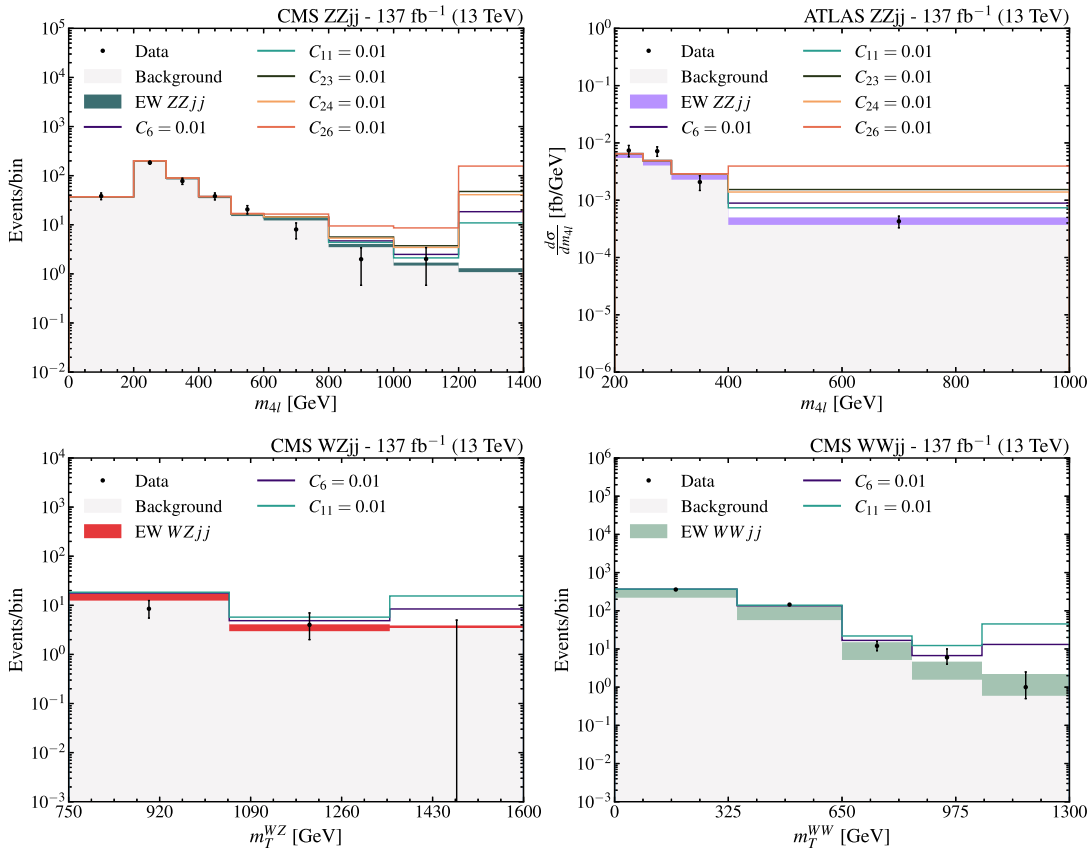 CMS ZZjj - 137 fb⁻¹ (13 TeV)
Events/bin
10⁵
10⁴
10³
10²
10¹
10⁰
10⁻¹
10⁻²
Data
Background
EW ZZjj
C₆ = 0.01
C₁₁ = 0.01
C₂₃ = 0.01
C₂₄ = 0.01
C₂₆ = 0.01
0 200 400 600 800 1000 1200 1400
m₄ₗ [GeV]
ATLAS ZZjj - 137 fb⁻¹ (13 TeV)
dσ/dm₄ₗ [fb/GeV]
10⁰
10⁻¹
10⁻²
10⁻³
10⁻⁴
10⁻⁵
10⁻⁶
Data
Background
EW ZZjj
C₆ = 0.01
C₁₁ = 0.01
C₂₃ = 0.01
C₂₄ = 0.01
C₂₆ = 0.01
200 400 600 800 1000
m₄ₗ [GeV]
CMS WZjj - 137 fb⁻¹ (13 TeV)
Events/bin
10⁴
10³
10²
10¹
10⁰
10⁻¹
10⁻²
10⁻³
Data
Background
EW WZjj
C₆ = 0.01
C₁₁ = 0.01
750 920 1090 1260 1430 1600
m_T^{WZ} [GeV]
CMS WWjj - 137 fb⁻¹ (13 TeV)
Events/bin
10⁶
10⁵
10⁴
10³
10²
10¹
10⁰
10⁻¹
10⁻²
10⁻³
Data
Background
EW WWjj
C₆ = 0.01
C₁₁ = 0.01
0 325 650 975 1300
m_T^{WW} [GeV]